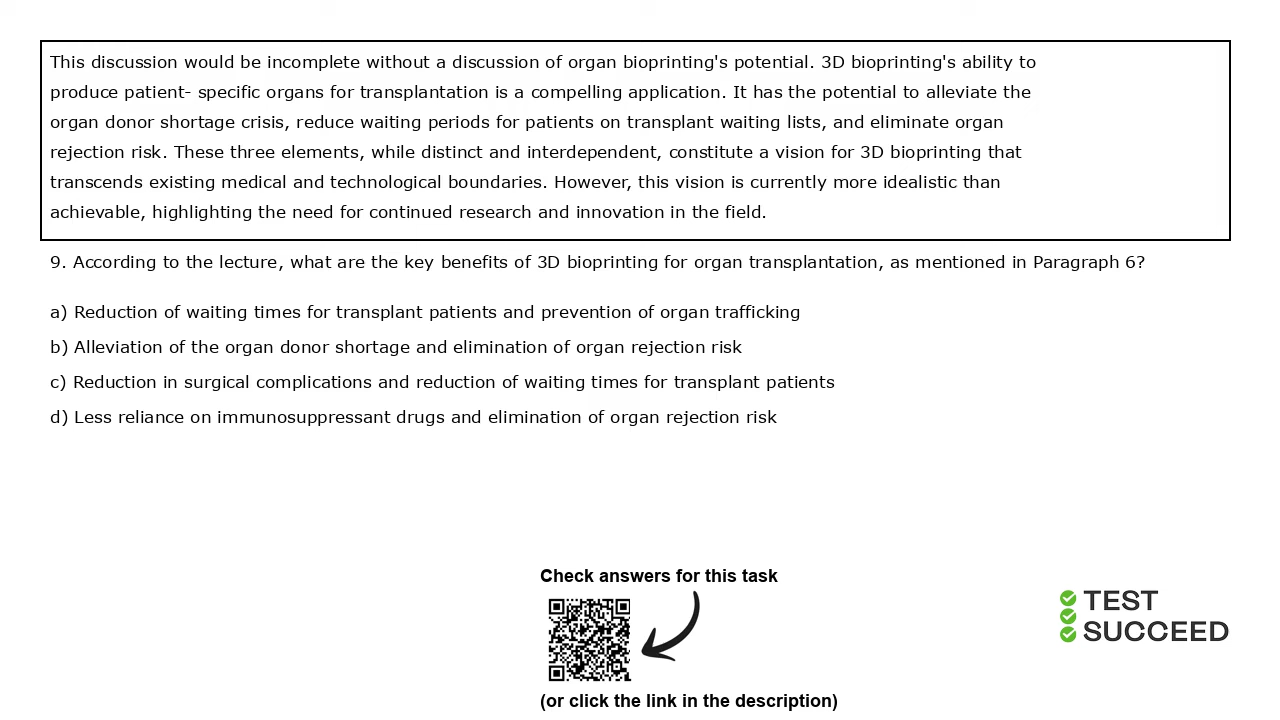 This discussion would be incomplete without a discussion of organ bioprinting's potential. 3D bioprinting's ability to
produce patient- specific organs for transplantation is a compelling application. It has the potential to alleviate the
organ donor shortage crisis, reduce waiting periods for patients on transplant waiting lists, and eliminate organ
rejection risk. These three elements, while distinct and interdependent, constitute a vision for 3D bioprinting that
transcends existing medical and technological boundaries. However, this vision is currently more idealistic than
achievable, highlighting the need for continued research and innovation in the field.
9. According to the lecture, what are the key benefits of 3D bioprinting for organ transplantation, as mentioned in Paragraph 6?
a) Reduction of waiting times for transplant patients and prevention of organ trafficking
b) Alleviation of the organ donor shortage and elimination of organ rejection risk
c) Reduction in surgical complications and reduction of waiting times for transplant patients
d) Less reliance on immunosuppressant drugs and elimination of organ rejection risk
Check answers for this task
(or click the link in the description)
TEST
SUCCEED